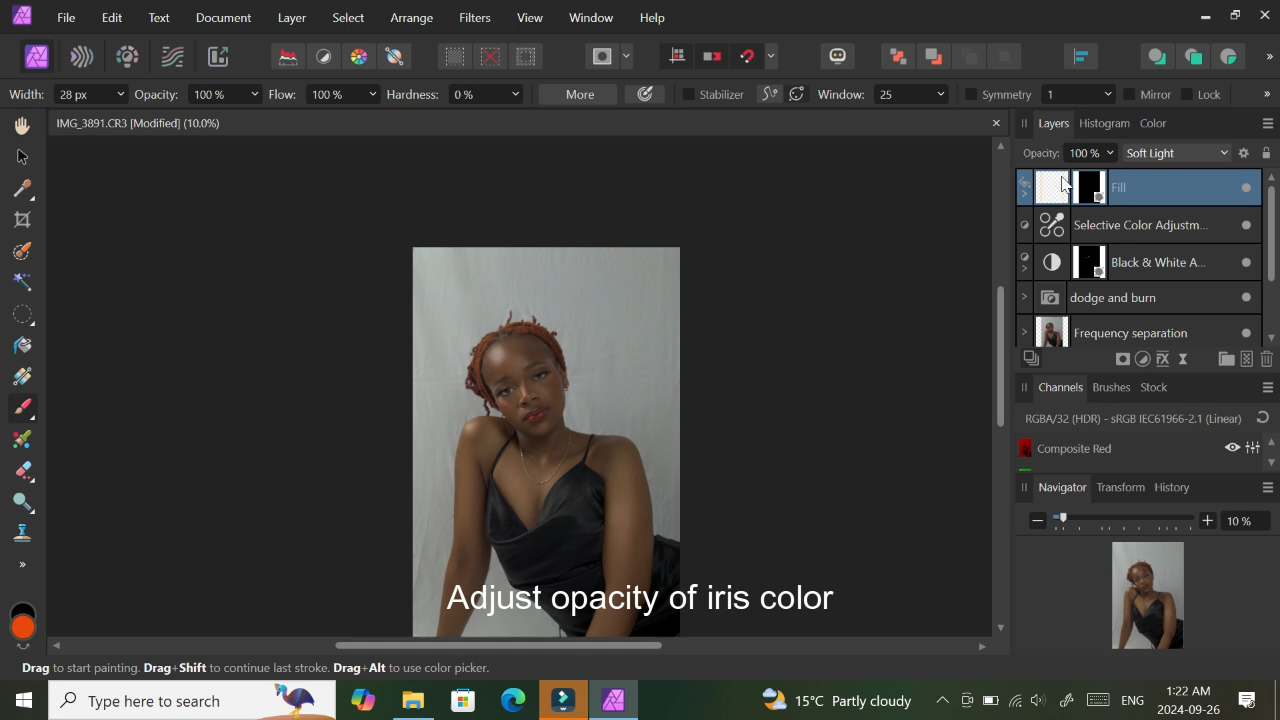 File Edit Text Document Layer Select Arrange Filters View Window Help
Width: 28 px Opacity: 100 % Flow: 100 % Hardness: 0 % More Stabilizer Window: 25 Symmetry 1 Mirror Lock
IMG_3891.CR3 [Modified] (10.0%)
Layers Histogram Color
Opacity: 100 % Soft Light
Fill
Selective Color Adjustm...
Black & White A...
dodge and burn
Frequency separation
Channels Brushes Stock
RGBA/32 (HDR) - sRGB IEC61966-2.1 (Linear)
Composite Red
Navigator Transform History
10 %
Adjust opacity of iris color
Drag to start painting. Drag+Shift to continue last stroke. Drag+Alt to use color picker.
Type here to search
15°C Partly cloudy
ENG
1:22 AM
2024-09-26